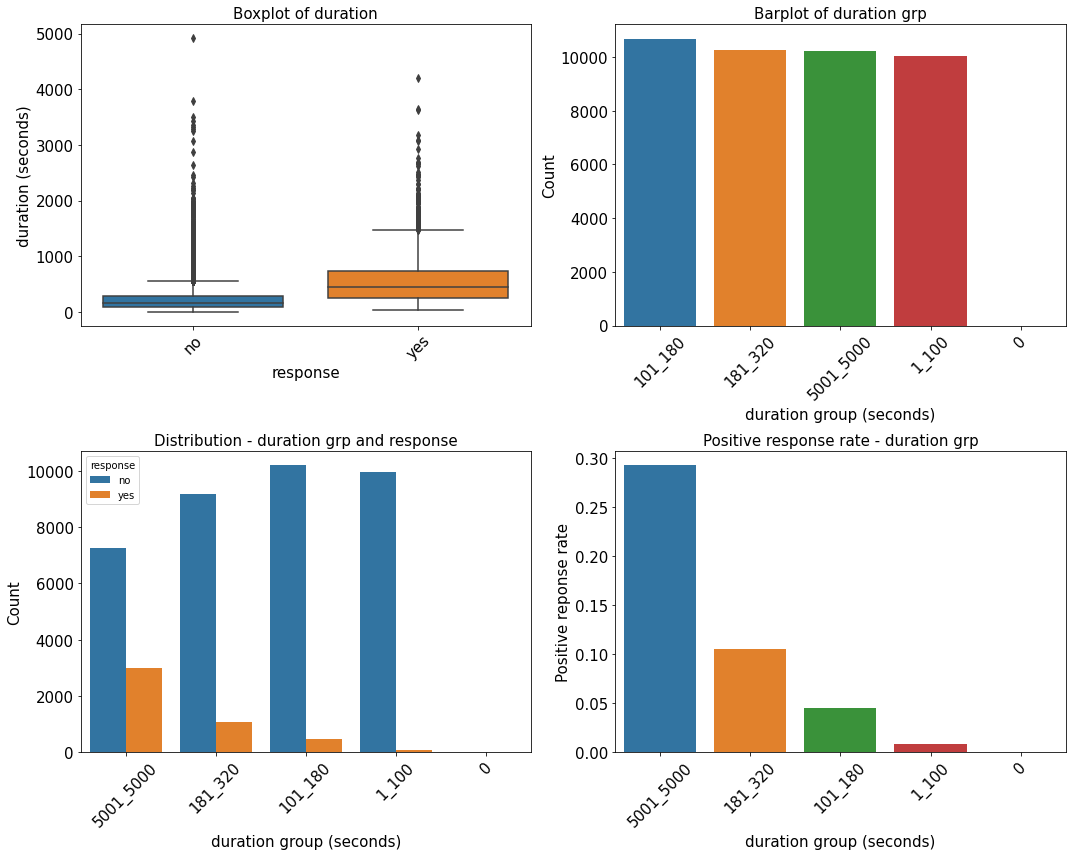 Boxplot of duration
duration (seconds)
5000
4000
3000
2000
1000
0
no
yes
response
Barplot of duration grp
Count
10000
8000
6000
4000
2000
0
101_180
181_320
5001_5000
1_100
0
duration group (seconds)
Distribution - duration grp and response
response
no
yes
Count
10000
8000
6000
4000
2000
0
5001_5000
181_320
101_180
1_100
0
duration group (seconds)
Positive response rate - duration grp
Positive reponse rate
0.30
0.25
0.20
0.15
0.10
0.05
0.00
5001_5000
181_320
101_180
1_100
0
duration group (seconds)